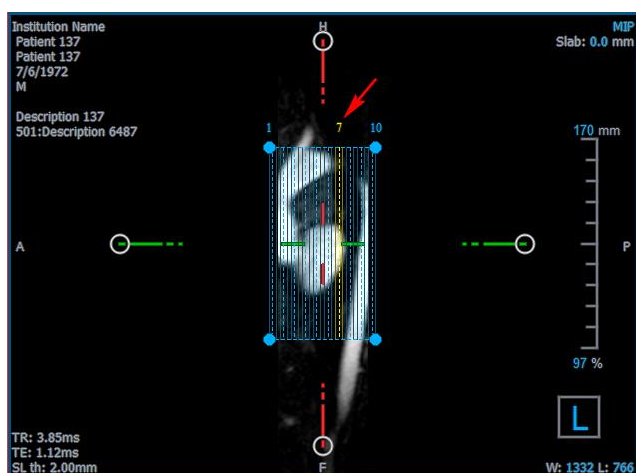 Institution Name
Patient 137
Patient 137
7/6/1972
M
Description 137
501:Description 6487
H
MIP
Slab: 0.0 mm
1
7
10
170 mm
A
P
97 %
L
TR: 3.85ms
TE: 1.12ms
SL th: 2.00mm
F
W: 1332 L: 766